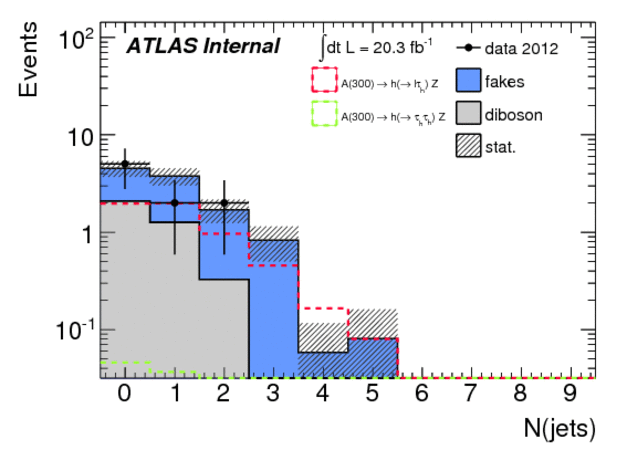 Events
10²
10
1
10⁻¹
ATLAS Internal
∫dt L = 20.3 fb⁻¹
data 2012
A(300) → h(→ lτₕ) Z
fakes
A(300) → h(→ τₕτₕ) Z
diboson
stat.
0 1 2 3 4 5 6 7 8 9
N(jets)